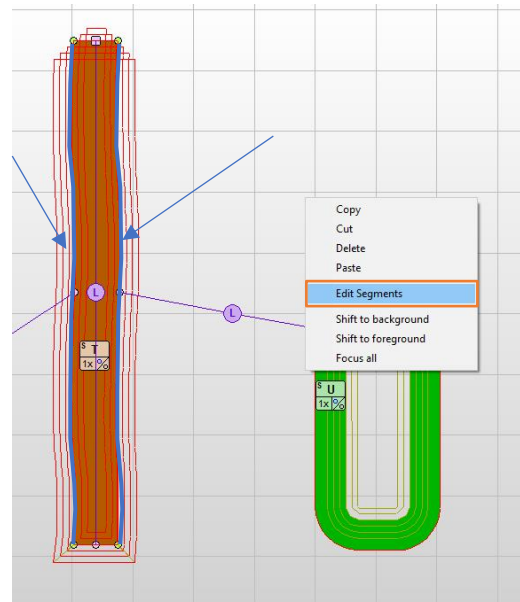 Copy
Cut
Delete
Paste
Edit Segments
Shift to background
Shift to foreground
Focus all
L
L
S T
1x %
S U
1x %